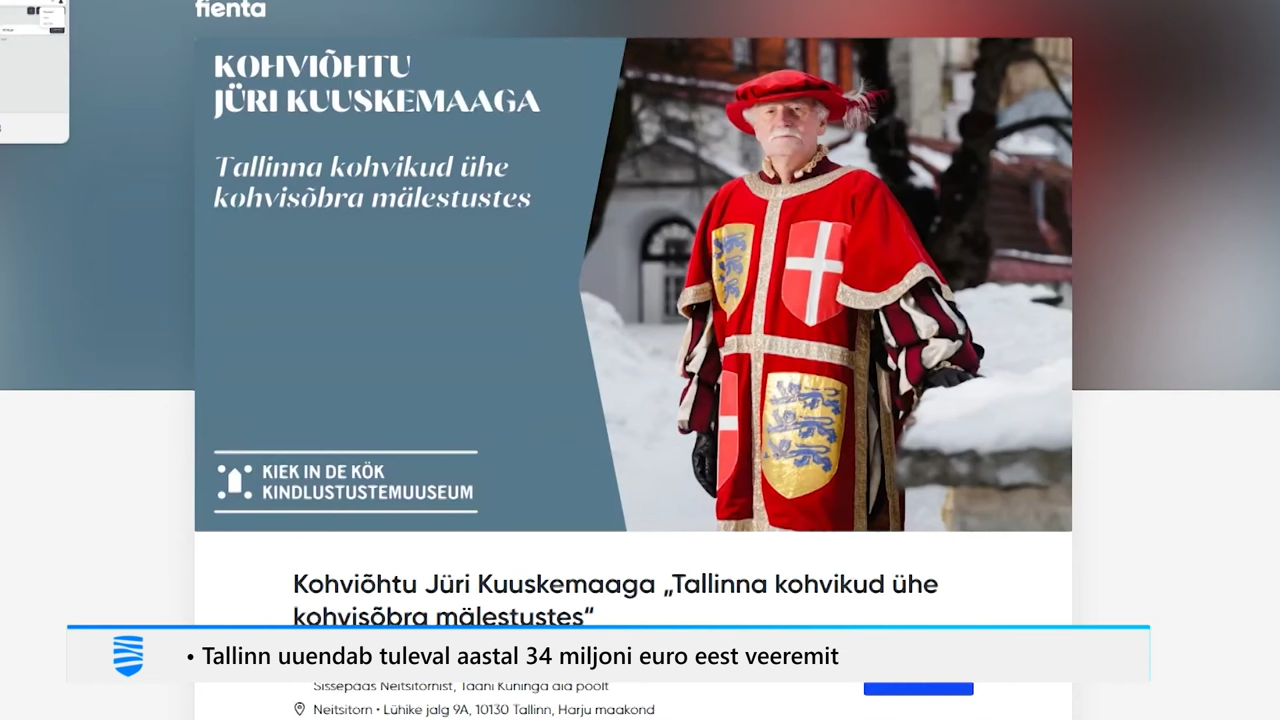 fienta
KOHVIÕHTU
JÜRI KUUSKEMAAGA
Tallinna kohvikud ühe
kohvisõbra mälestustes
KIEK IN DE KÖK
KINDLUSTUSTEMUUSEUM
Kohviõhtu Jüri Kuuskemaaga „Tallinna kohvikud ühe
kohvisõbra mälestustes“
• Tallinn uuendab tuleval aastal 34 miljoni euro eest veeremit
Sissepääs Neitsitornist, Taani Kuninga aia poolt
Neitsitorn • Lühike jalg 9A, 10130 Tallinn, Harju maakond